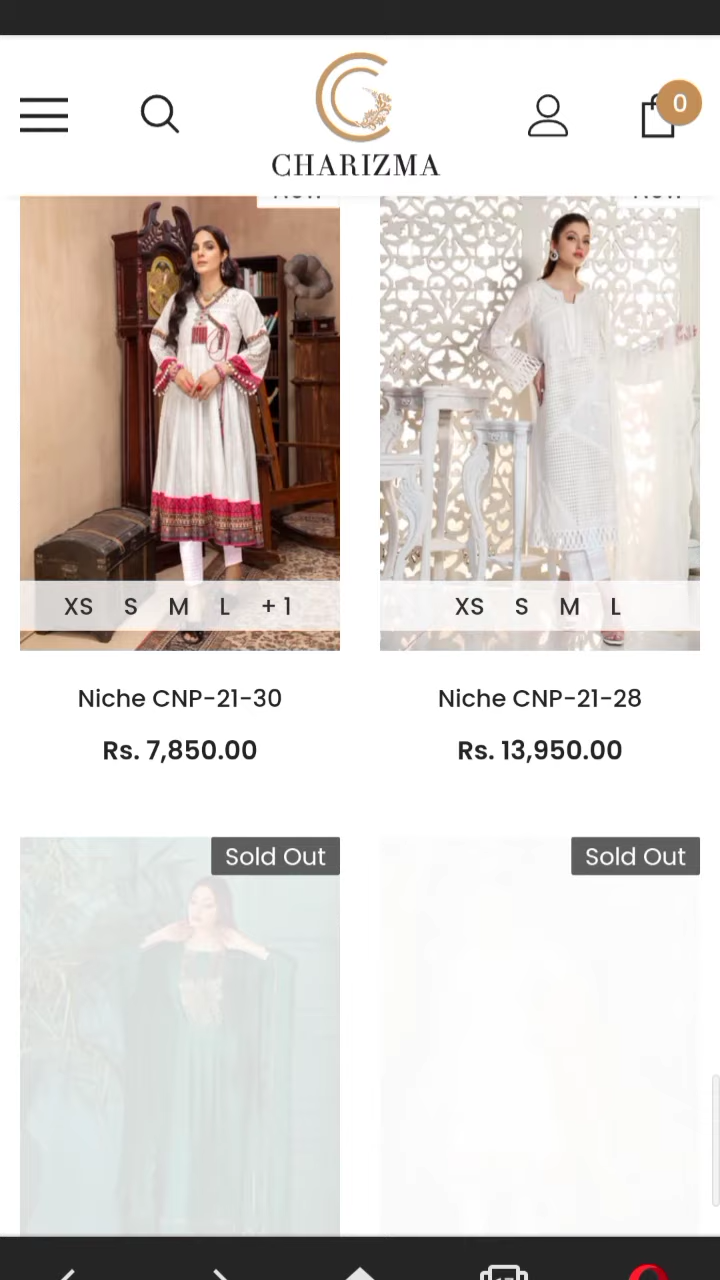 0
CHARIZMA
XS S M L + 1
XS S M L
Niche CNP-21-30
Niche CNP-21-28
Rs. 7,850.00
Rs. 13,950.00
Sold Out
Sold Out